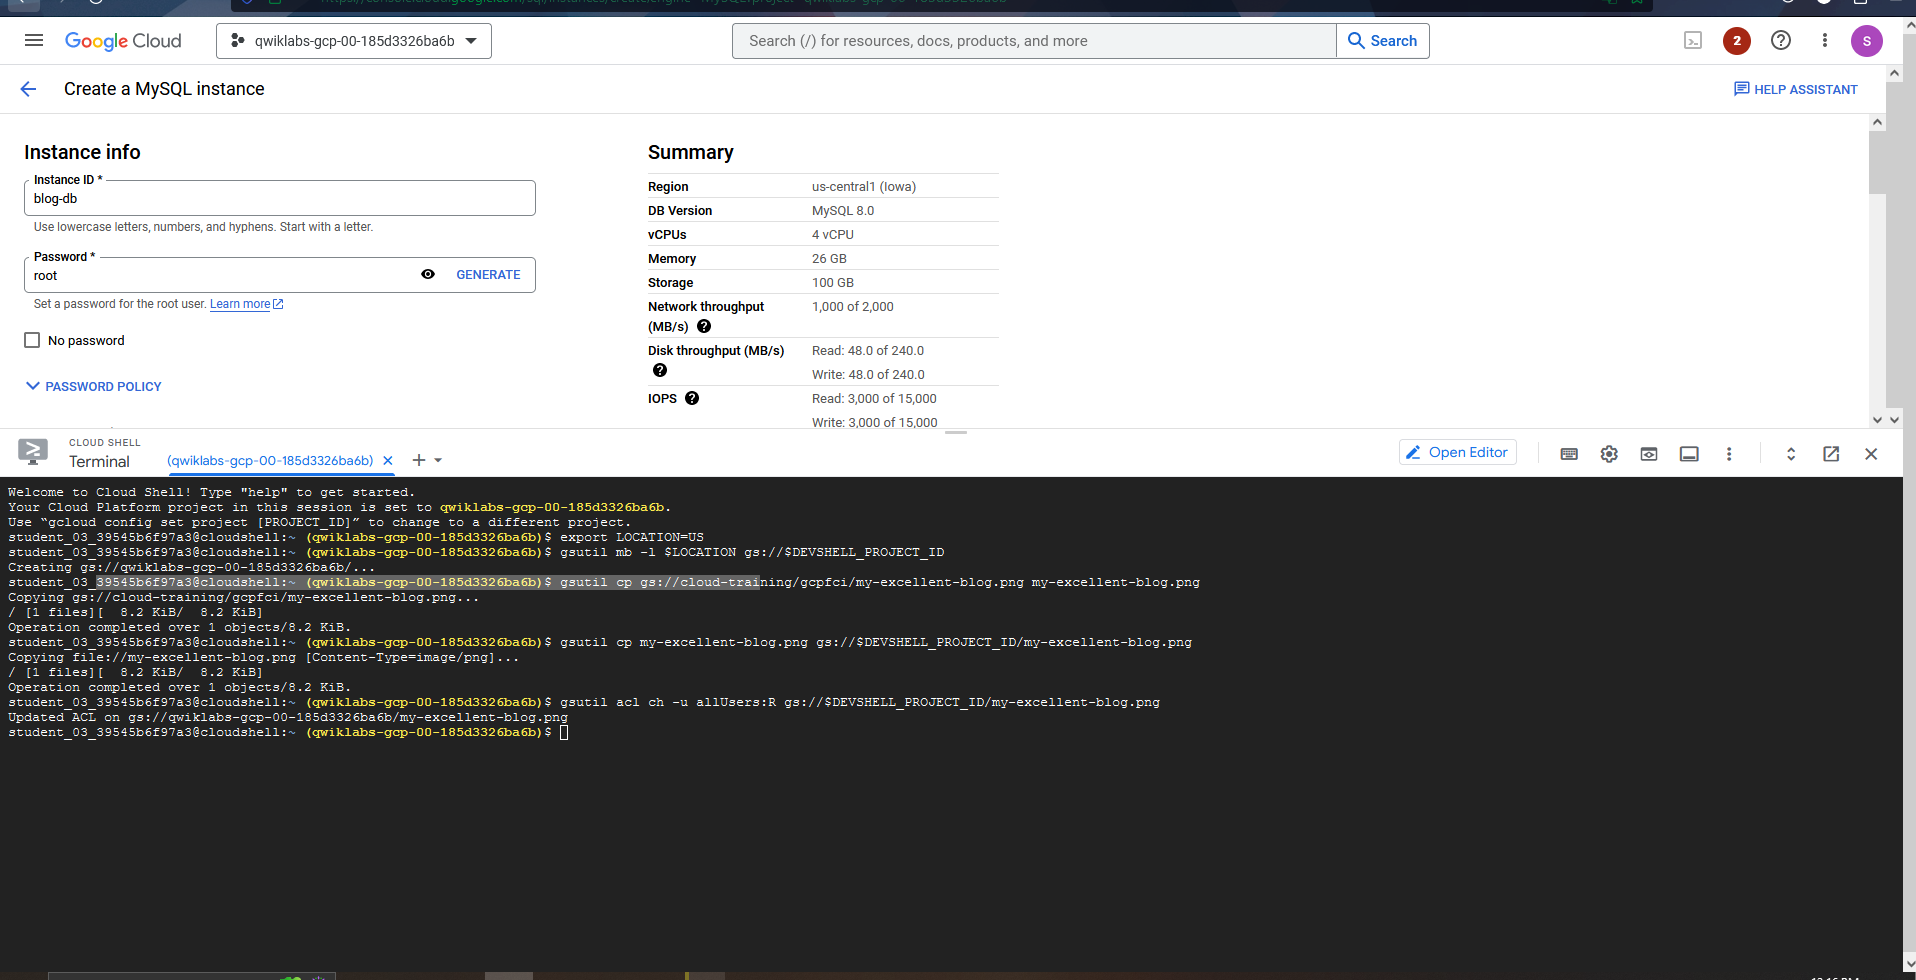 Google Cloud
qwiklabs-gcp-00-185d3326ba6b
Search (/) for resources, docs, products, and more
Search
2
S
Create a MySQL instance
HELP ASSISTANT
Instance info
Instance ID *
blog-db
Use lowercase letters, numbers, and hyphens. Start with a letter.
Password *
root
GENERATE
Set a password for the root user. Learn more
No password
PASSWORD POLICY
Summary
Region us-central1 (Iowa)
DB Version MySQL 8.0
vCPUs 4 vCPU
Memory 26 GB
Storage 100 GB
Network throughput (MB/s) 1,000 of 2,000
Disk throughput (MB/s) Read: 48.0 of 240.0
Write: 48.0 of 240.0
IOPS Read: 3,000 of 15,000
Write: 3,000 of 15,000
CLOUD SHELL
Terminal
(qwiklabs-gcp-00-185d3326ba6b)
Open Editor
Welcome to Cloud Shell! Type "help" to get started.
Your Cloud Platform project in this session is set to qwiklabs-gcp-00-185d3326ba6b.
Use “gcloud config set project [PROJECT_ID]” to change to a different project.
student_03_39545b6f97a3@cloudshell:~ (qwiklabs-gcp-00-185d3326ba6b)$ export LOCATION=US
student_03_39545b6f97a3@cloudshell:~ (qwiklabs-gcp-00-185d3326ba6b)$ gsutil mb -l $LOCATION gs://$DEVSHELL_PROJECT_ID
Creating gs://qwiklabs-gcp-00-185d3326ba6b/...
student_03_39545b6f97a3@cloudshell:~ (qwiklabs-gcp-00-185d3326ba6b)$ gsutil cp gs://cloud-training/gcpfci/my-excellent-blog.png my-excellent-blog.png
Copying gs://cloud-training/gcpfci/my-excellent-blog.png...
/ [1 files][  8.2 KiB/  8.2 KiB]
Operation completed over 1 objects/8.2 KiB.
student_03_39545b6f97a3@cloudshell:~ (qwiklabs-gcp-00-185d3326ba6b)$ gsutil cp my-excellent-blog.png gs://$DEVSHELL_PROJECT_ID/my-excellent-blog.png
Copying file://my-excellent-blog.png [Content-Type=image/png]...
/ [1 files][  8.2 KiB/  8.2 KiB]
Operation completed over 1 objects/8.2 KiB.
student_03_39545b6f97a3@cloudshell:~ (qwiklabs-gcp-00-185d3326ba6b)$ gsutil acl ch -u allUsers:R gs://$DEVSHELL_PROJECT_ID/my-excellent-blog.png
Updated ACL on gs://qwiklabs-gcp-00-185d3326ba6b/my-excellent-blog.png
student_03_39545b6f97a3@cloudshell:~ (qwiklabs-gcp-00-185d3326ba6b)$